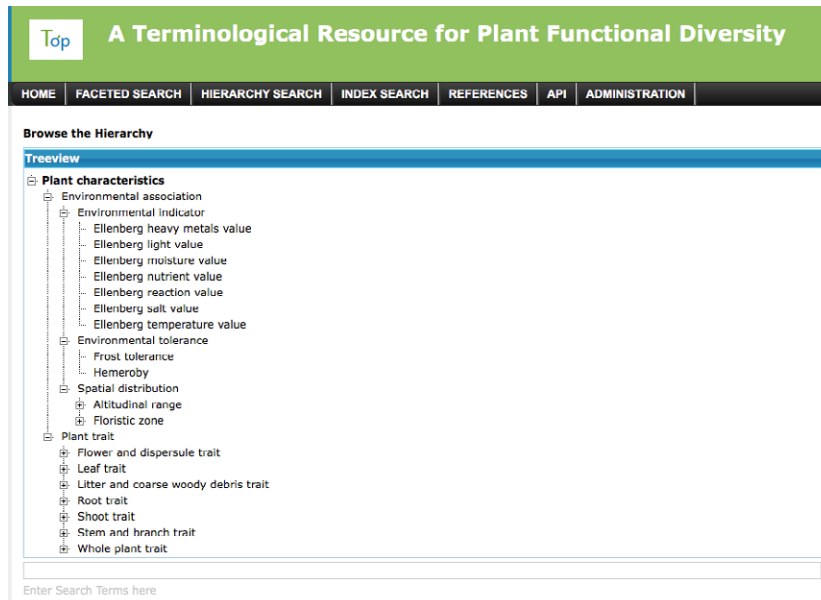 Top
A Terminological Resource for Plant Functional Diversity
HOME FACETED SEARCH HIERARCHY SEARCH INDEX SEARCH REFERENCES API ADMINISTRATION
Browse the Hierarchy
Treeview
Plant characteristics
Environmental association
Environmental indicator
Ellenberg heavy metals value
Ellenberg light value
Ellenberg moisture value
Ellenberg nutrient value
Ellenberg reaction value
Ellenberg salt value
Ellenberg temperature value
Environmental tolerance
Frost tolerance
Hemeroby
Spatial distribution
Altitudinal range
Floristic zone
Plant trait
Flower and dispersule trait
Leaf trait
Litter and coarse woody debris trait
Root trait
Shoot trait
Stem and branch trait
Whole plant trait
Enter Search Terms here